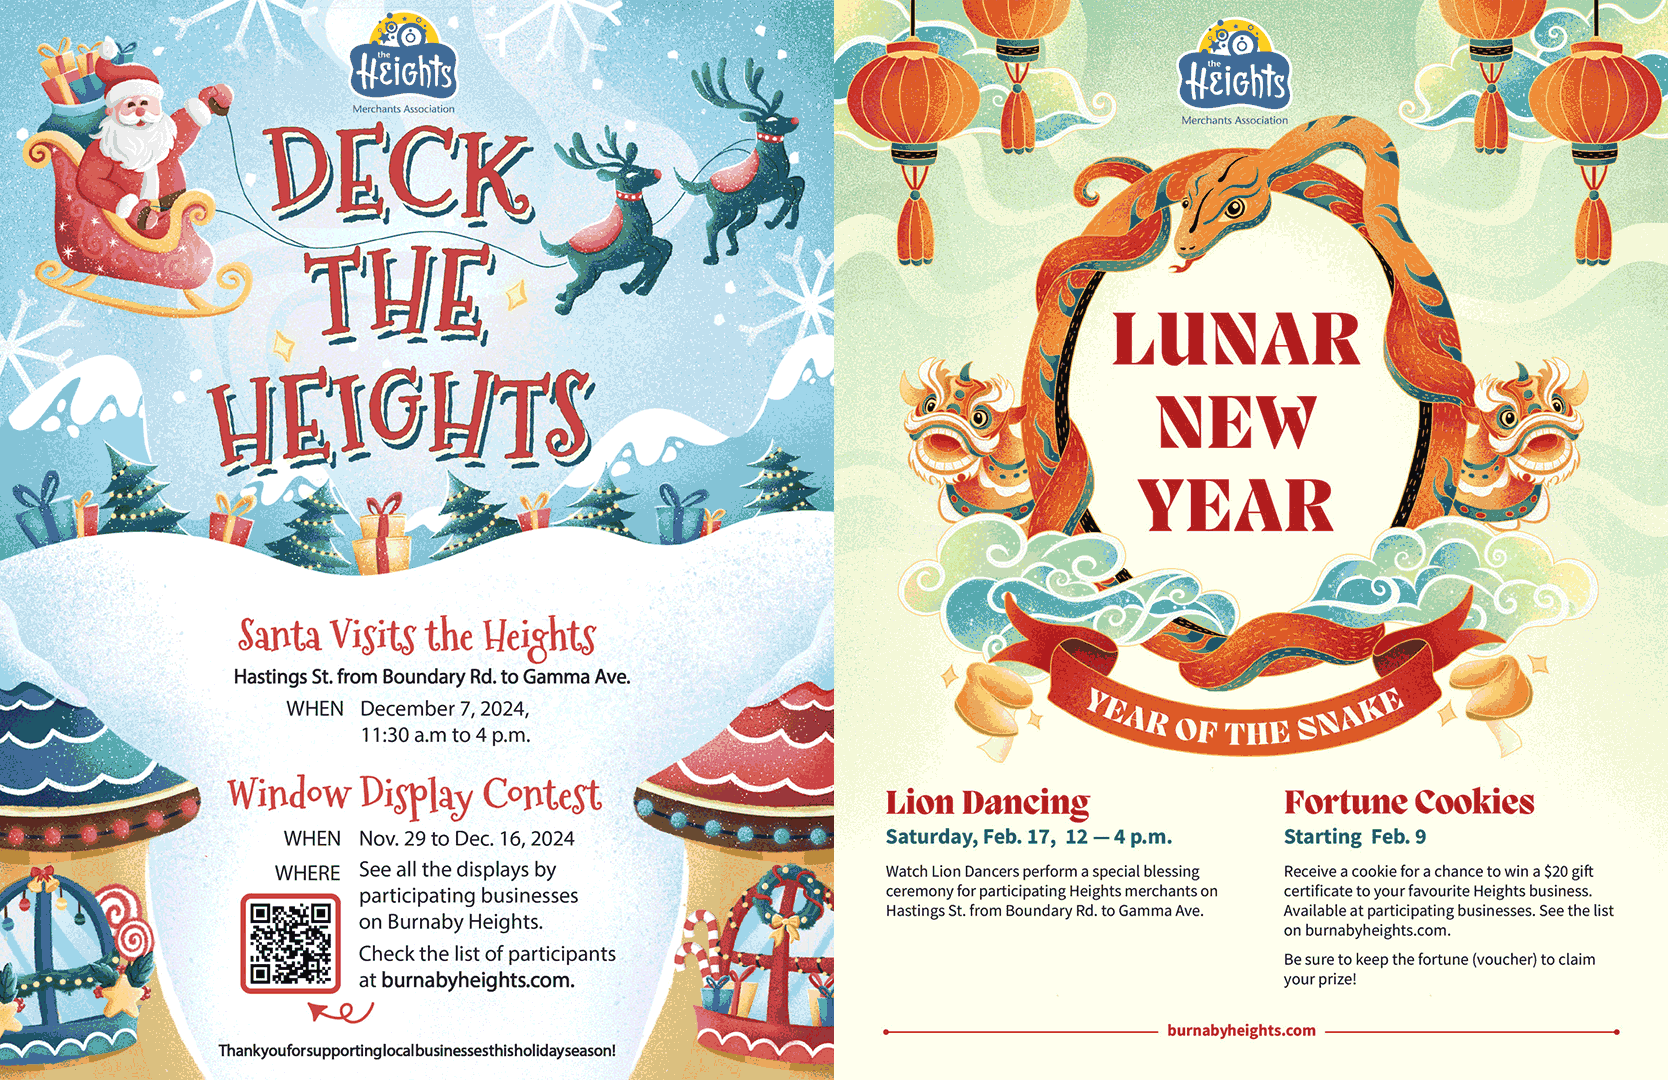 the
Heights
Merchants Association
DECK
THE
HEIGHTS
Santa Visits the Heights
Hastings St. from Boundary Rd. to Gamma Ave.
WHEN December 7, 2024,
11:30 a.m to 4 p.m.
Window Display Contest
WHEN Nov. 29 to Dec. 16, 2024
WHERE See all the displays by
participating businesses
on Burnaby Heights.
Check the list of participants
at burnabyheights.com.
Thankyouforsupportinglocalbusinessesthisholidayseason!
the
Heights
Merchants Association
LUNAR
NEW
YEAR
YEAR OF THE SNAKE
Lion Dancing
Saturday, Feb. 17, 12 — 4 p.m.
Watch Lion Dancers perform a special blessing
ceremony for participating Heights merchants on
Hastings St. from Boundary Rd. to Gamma Ave.
Fortune Cookies
Starting Feb. 9
Receive a cookie for a chance to win a $20 gift
certificate to your favourite Heights business.
Available at participating businesses. See the list
on burnabyheights.com.
Be sure to keep the fortune (voucher) to claim
your prize!
burnabyheights.com